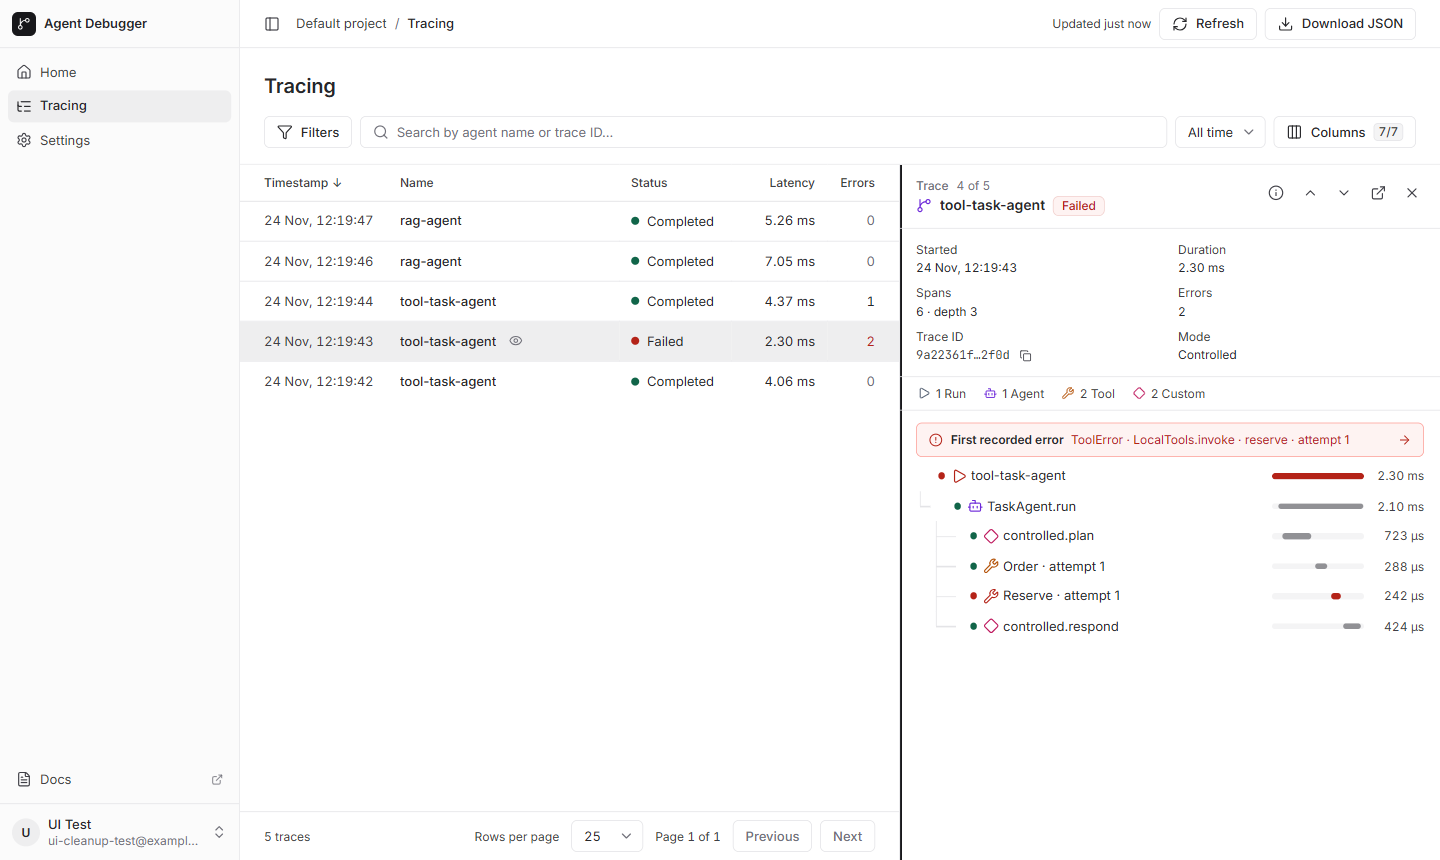 Agent Debugger
Home
Tracing
Settings
Docs
U
UI Test
ui-cleanup-test@exampl...
Default project / Tracing
Updated just now
Refresh
Download JSON
Tracing
Filters
Search by agent name or trace ID...
All time
Columns 7/7
Timestamp Name Status Latency Errors
24 Nov, 12:19:47 rag-agent Completed 5.26 ms 0
24 Nov, 12:19:46 rag-agent Completed 7.05 ms 0
24 Nov, 12:19:44 tool-task-agent Completed 4.37 ms 1
24 Nov, 12:19:43 tool-task-agent Failed 2.30 ms 2
24 Nov, 12:19:42 tool-task-agent Completed 4.06 ms 0
5 traces
Rows per page 25 Page 1 of 1 Previous Next
Trace 4 of 5
tool-task-agent Failed
Started Duration
24 Nov, 12:19:43 2.30 ms
Spans Errors
6 · depth 3 2
Trace ID Mode
9a22361f…2f0d Controlled
1 Run 1 Agent 2 Tool 2 Custom
First recorded error ToolError · LocalTools.invoke · reserve · attempt 1
tool-task-agent 2.30 ms
TaskAgent.run 2.10 ms
controlled.plan 723 µs
Order · attempt 1 288 µs
Reserve · attempt 1 242 µs
controlled.respond 424 µs